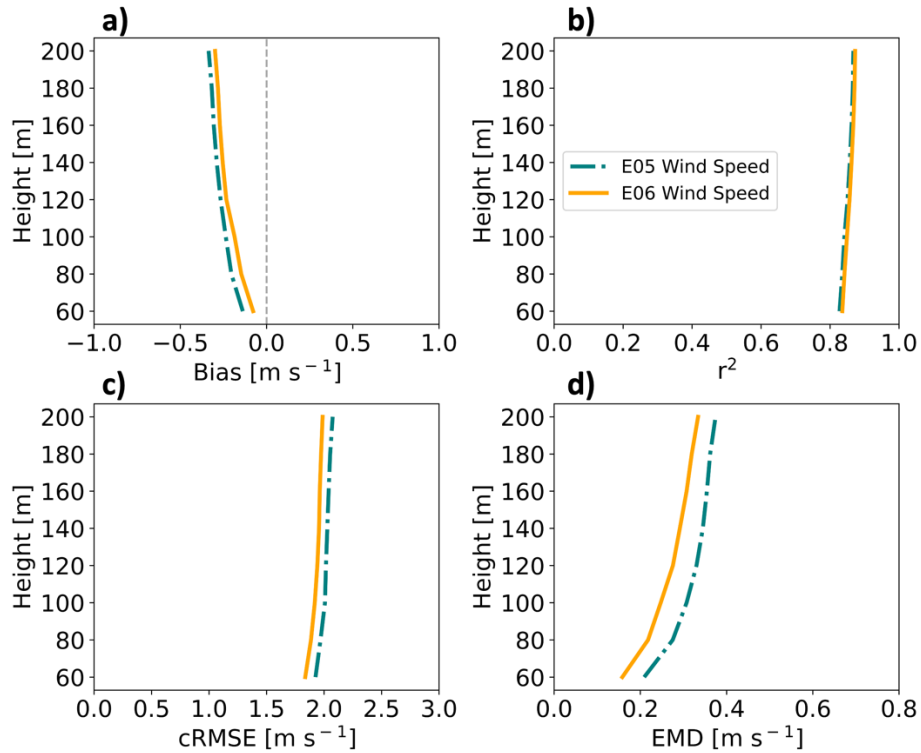 a)
200
180
160
140
120
100
80
60
Height [m]
−1.0 −0.5 0.0 0.5 1.0
Bias [m s⁻¹]
b)
200
180
160
140
120
100
80
60
Height [m]
E05 Wind Speed
E06 Wind Speed
0.0 0.2 0.4 0.6 0.8 1.0
r²
c)
200
180
160
140
120
100
80
60
Height [m]
0.0 0.5 1.0 1.5 2.0 2.5 3.0
cRMSE [m s⁻¹]
d)
200
180
160
140
120
100
80
60
Height [m]
0.0 0.2 0.4 0.6 0.8
EMD [m s⁻¹]